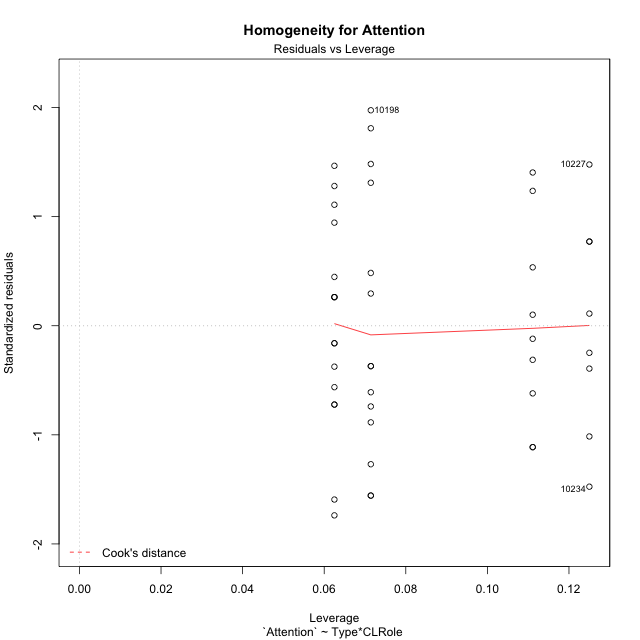 Homogeneity for Attention
Residuals vs Leverage
Standardized residuals
2
1
0
-1
-2
10198
10227
10234
Cook's distance
0.00
0.02
0.04
0.06
0.08
0.10
0.12
Leverage
`Attention` ~ Type*CLRole